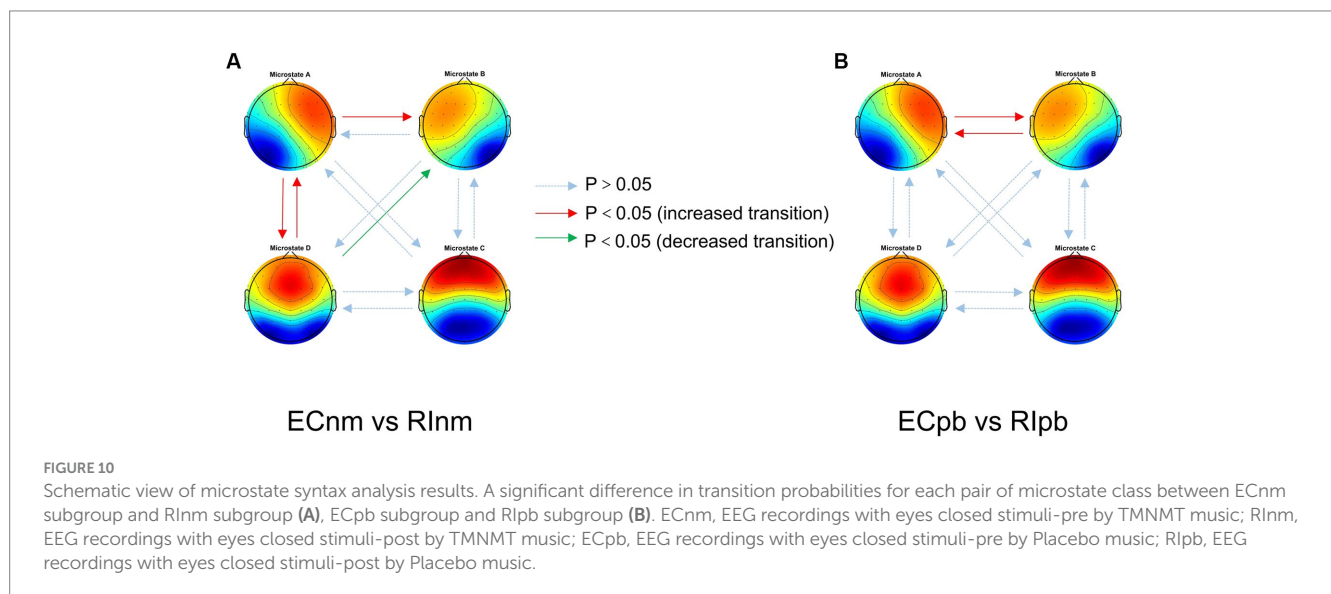 A
B
Microstate A
Microstate B
Microstate A
Microstate B
P > 0.05
P < 0.05 (increased transition)
P < 0.05 (decreased transition)
Microstate D
Microstate C
Microstate D
Microstate C
ECnm vs RInm
ECpb vs RIpb
FIGURE 10
Schematic view of microstate syntax analysis results. A significant difference in transition probabilities for each pair of microstate class between ECnm
subgroup and RInm subgroup (A), ECpb subgroup and RIpb subgroup (B). ECnm, EEG recordings with eyes closed stimuli-pre by TMNMT music; RInm,
EEG recordings with eyes closed stimuli-post by TMNMT music; ECpb, EEG recordings with eyes closed stimuli-pre by Placebo music; RIpb, EEG
recordings with eyes closed stimuli-post by Placebo music.